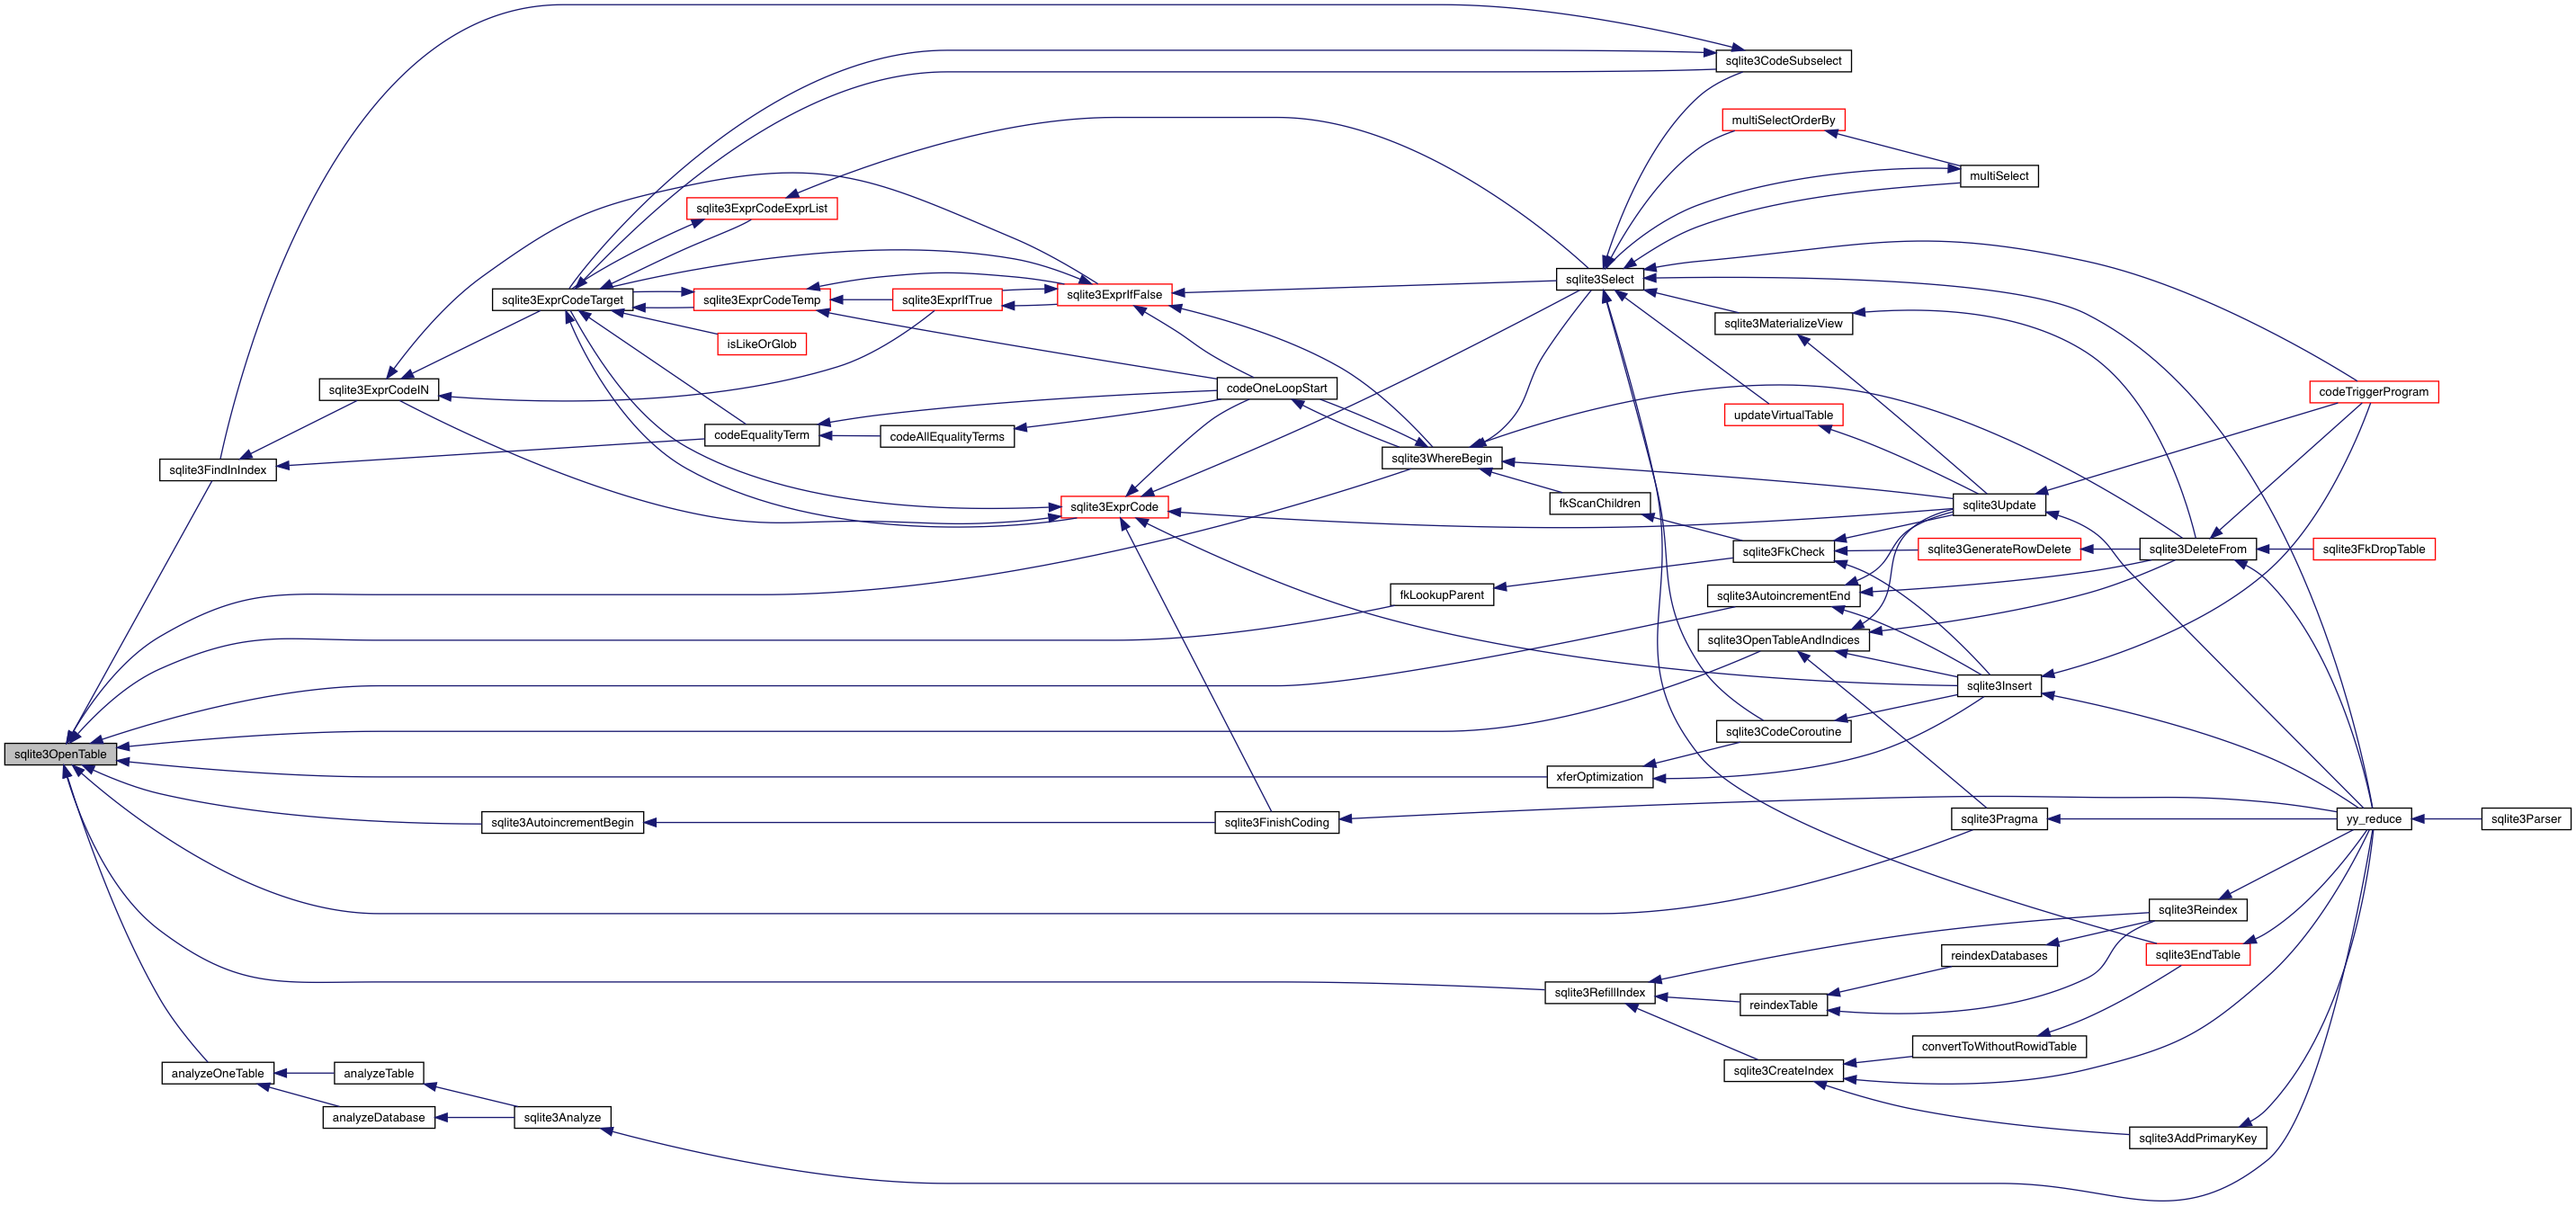 sqlite3CodeSubselect
multiSelectOrderBy
multiSelect
sqlite3ExprCodeExprList
sqlite3Select
sqlite3ExprCodeTarget
sqlite3ExprCodeTemp
sqlite3ExprIfTrue
sqlite3ExprIfFalse
sqlite3MaterializeView
isLikeOrGlob
sqlite3ExprCodeIN
codeOneLoopStart
codeTriggerProgram
updateVirtualTable
codeEqualityTerm
codeAllEqualityTerms
sqlite3WhereBegin
sqlite3FindInIndex
sqlite3ExprCode
fkScanChildren
sqlite3Update
sqlite3FkCheck
sqlite3GenerateRowDelete
sqlite3DeleteFrom
sqlite3FkDropTable
fkLookupParent
sqlite3AutoincrementEnd
sqlite3OpenTableAndIndices
sqlite3Insert
sqlite3CodeCoroutine
sqlite3OpenTable
xferOptimization
sqlite3AutoincrementBegin
sqlite3FinishCoding
sqlite3Pragma
yy_reduce
sqlite3Parser
sqlite3Reindex
reindexDatabases
sqlite3EndTable
sqlite3RefillIndex
reindexTable
convertToWithoutRowidTable
analyzeOneTable
analyzeTable
sqlite3CreateIndex
analyzeDatabase
sqlite3Analyze
sqlite3AddPrimaryKey